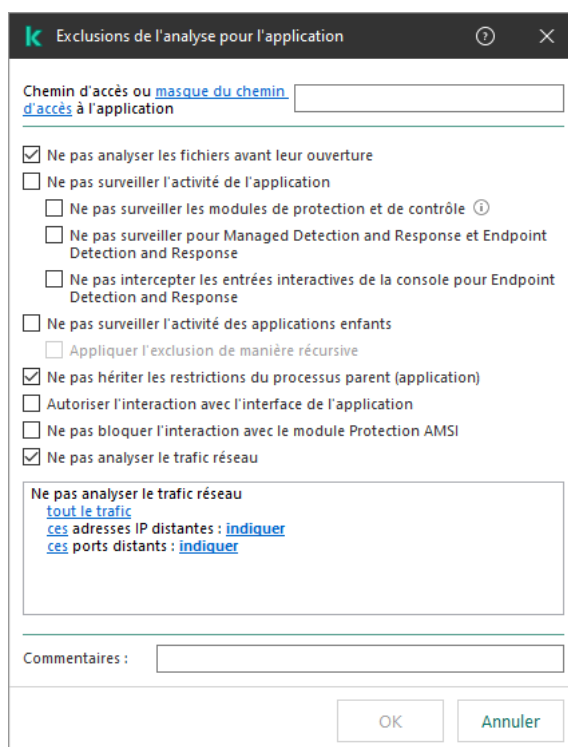 Exclusions de l'analyse pour l'application
Chemin d'accès ou masque du chemin
d'accès à l'application
Ne pas analyser les fichiers avant leur ouverture
Ne pas surveiller l'activité de l'application
Ne pas surveiller les modules de protection et de contrôle
Ne pas surveiller pour Managed Detection and Response et Endpoint
Detection and Response
Ne pas intercepter les entrées interactives de la console pour Endpoint
Detection and Response
Ne pas surveiller l'activité des applications enfants
Appliquer l'exclusion de manière récursive
Ne pas hériter les restrictions du processus parent (application)
Autoriser l'interaction avec l'interface de l'application
Ne pas bloquer l'interaction avec le module Protection AMSI
Ne pas analyser le trafic réseau
Ne pas analyser le trafic réseau
tout le trafic
ces adresses IP distantes : indiquer
ces ports distants : indiquer
Commentaires :
OK
Annuler